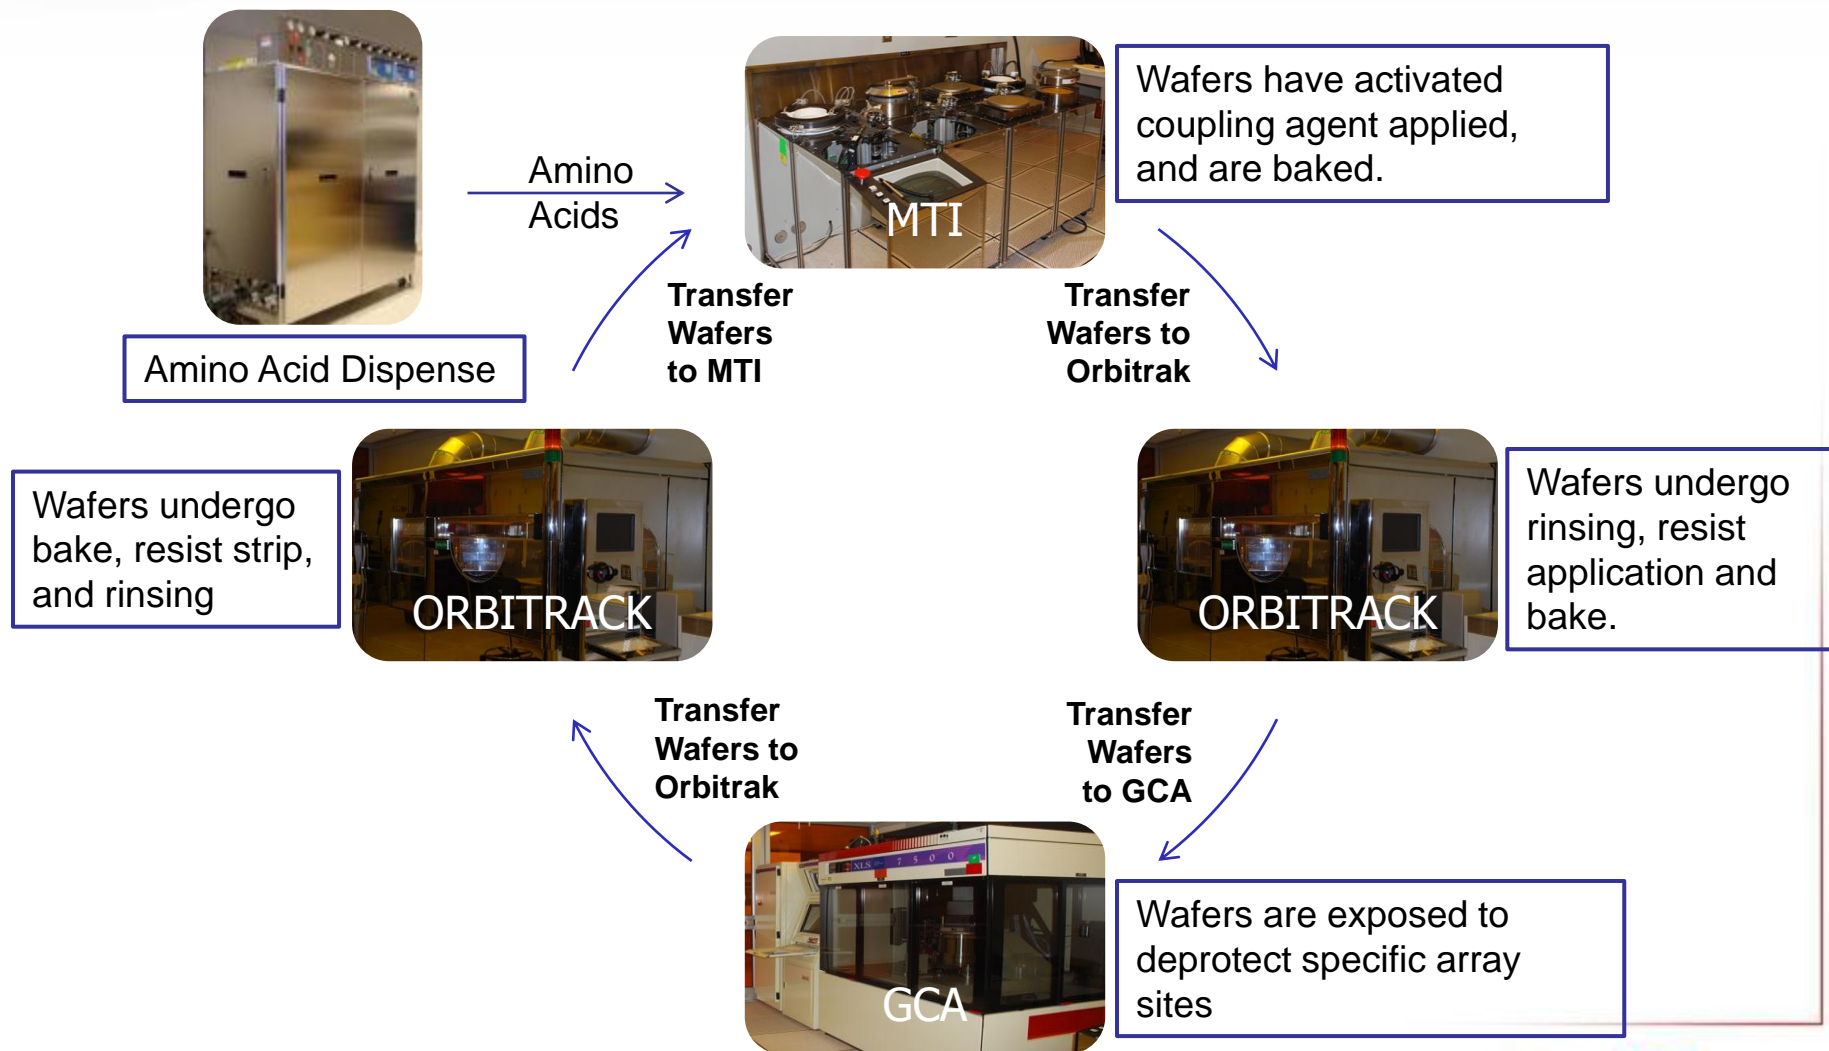 Wafers have activated
coupling agent applied,
and are baked.
MTI
Amino
Acids
Amino Acid Dispense
Transfer
Wafers
to MTI
Transfer
Wafers to
Orbitrak
Wafers undergo
bake, resist strip,
and rinsing
ORBITRACK
ORBITRACK
Wafers undergo
rinsing, resist
application and
bake.
Transfer
Wafers to
Orbitrak
Transfer
Wafers
to GCA
XLS 7500
GCA
Wafers are exposed to
deprotect specific array
sites